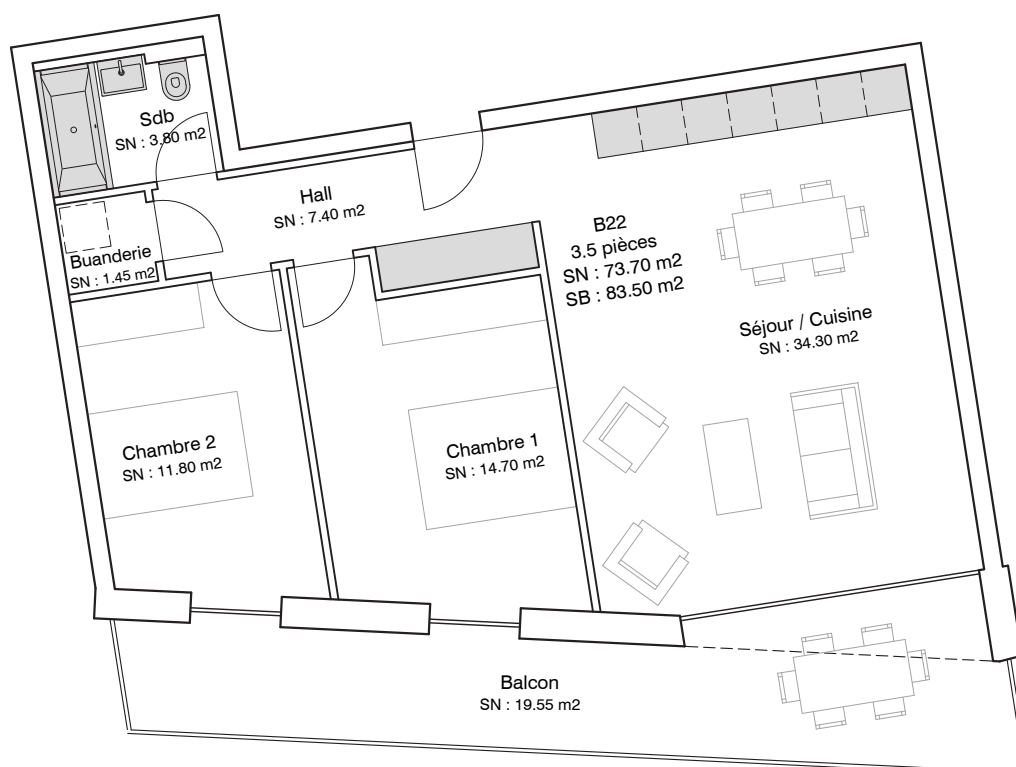 Sdb
SN : 3.80 m2
Hall
SN : 7.40 m2
Buanderie
SN : 1.45 m2
B22
3.5 pièces
SN : 73.70 m2
SB : 83.50 m2
Séjour / Cuisine
SN : 34.30 m2
Chambre 2
SN : 11.80 m2
Chambre 1
SN : 14.70 m2
Balcon
SN : 19.55 m2